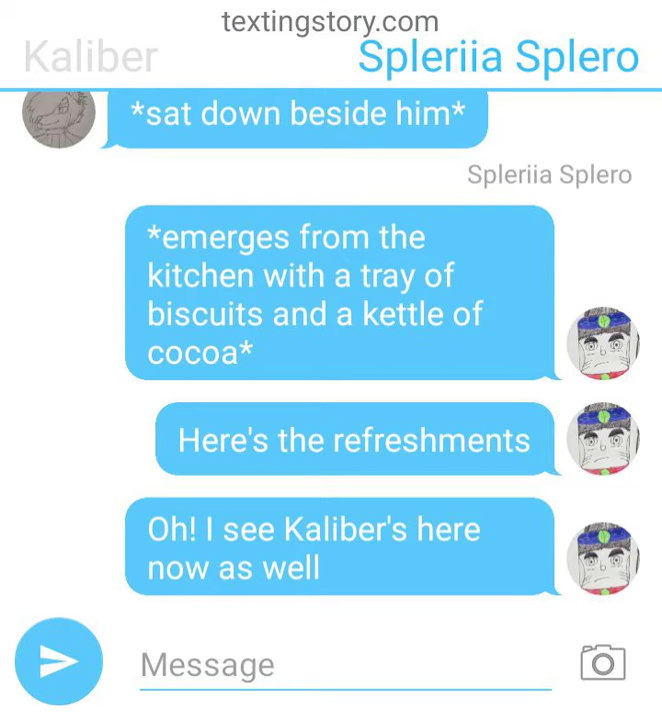 textingstory.com
Kaliber
Spleriia Splero
*sat down beside him*
Spleriia Splero
*emerges from the
kitchen with a tray of
biscuits and a kettle of
cocoa*
Here's the refreshments
Oh! I see Kaliber's here
now as well
Message